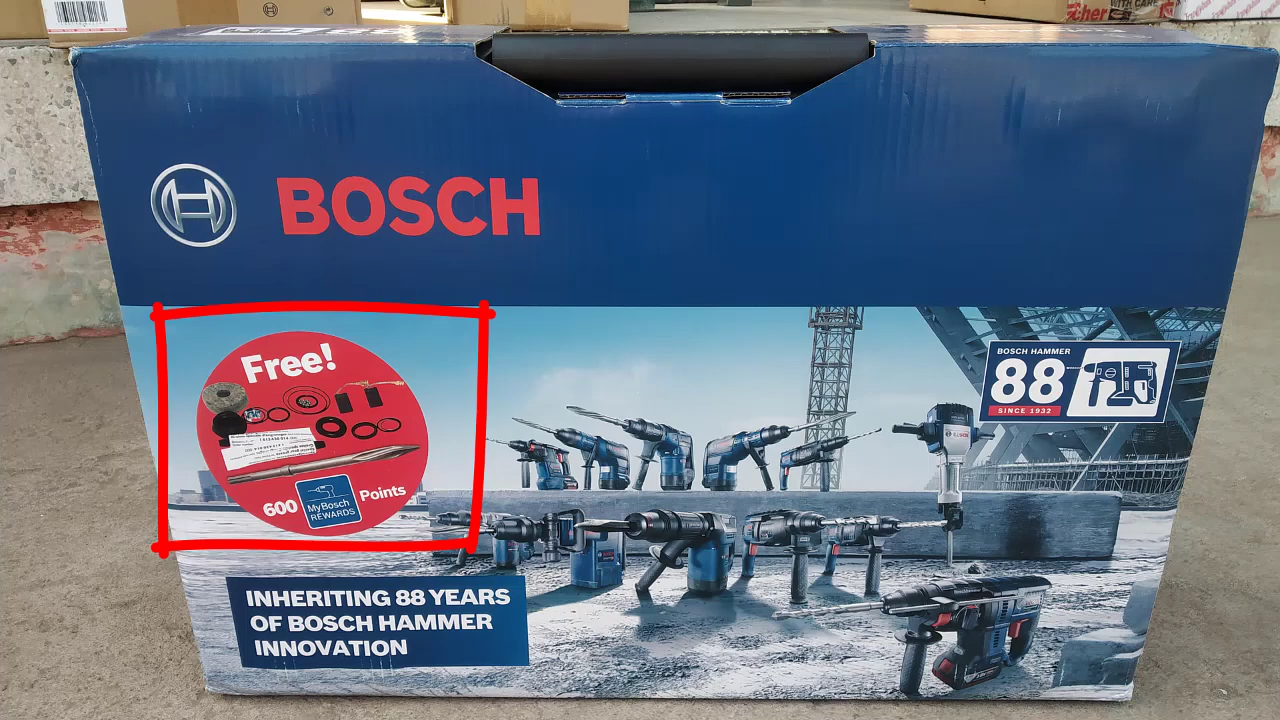 BOSCH
Free!
600
MyBosch
REWARDS
Points
BOSCH HAMMER
88
SINCE 1932
INHERITING 88 YEARS
OF BOSCH HAMMER
INNOVATION